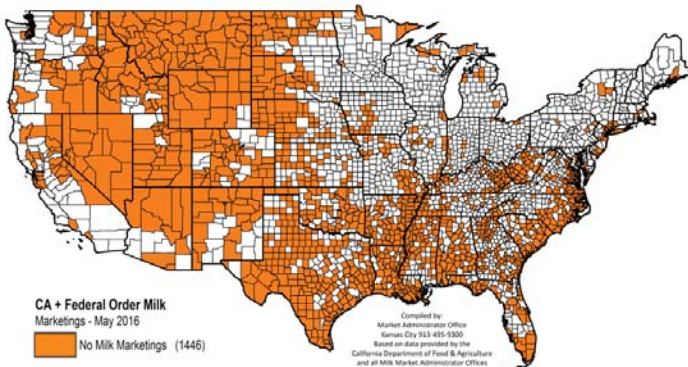 CA + Federal Order Milk
Marketings - May 2016
No Milk Marketings (1446)
Compiled by:
Market Administrator Office
Kansas City 913-495-9300
Based on data provided by the
California Department of Food & Agriculture
and all Milk Market Administrator Offices